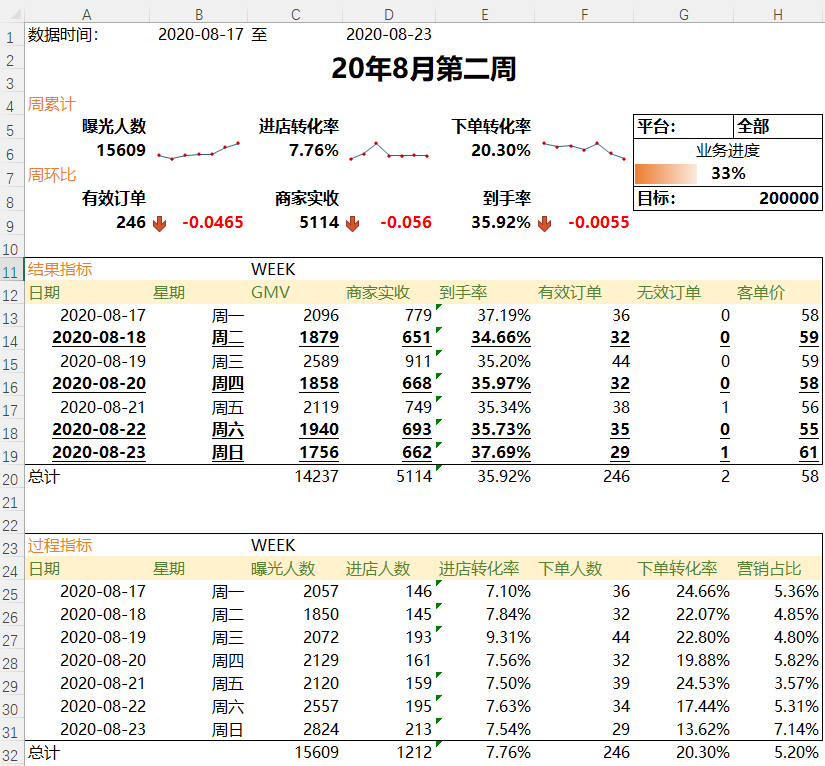 A B C D E F G H
1 数据时间： 2020-08-17 至 2020-08-23
2
3 20年8月第二周
4 周累计
5 曝光人数 进店转化率 下单转化率 平台： 全部
6 15609 7.76% 20.30% 业务进度
7 周环比 33%
8 有效订单 商家实收 到手率 目标： 200000
9 246 -0.0465 5114 -0.056 35.92% -0.0055
10
11 结果指标 WEEK
12 日期 星期 GMV 商家实收 到手率 有效订单 无效订单 客单价
13 2020-08-17 周一 2096 779 37.19% 36 0 58
14 2020-08-18 周二 1879 651 34.66% 32 0 59
15 2020-08-19 周三 2589 911 35.20% 44 0 59
16 2020-08-20 周四 1858 668 35.97% 32 0 58
17 2020-08-21 周五 2119 749 35.34% 38 1 56
18 2020-08-22 周六 1940 693 35.73% 35 0 55
19 2020-08-23 周日 1756 662 37.69% 29 1 61
20 总计 14237 5114 35.92% 246 2 58
21
22
23 过程指标 WEEK
24 日期 星期 曝光人数 进店人数 进店转化率 下单人数 下单转化率 营销占比
25 2020-08-17 周一 2057 146 7.10% 36 24.66% 5.36%
26 2020-08-18 周二 1850 145 7.84% 32 22.07% 4.85%
27 2020-08-19 周三 2072 193 9.31% 44 22.80% 4.80%
28 2020-08-20 周四 2129 161 7.56% 32 19.88% 5.82%
29 2020-08-21 周五 2120 159 7.50% 39 24.53% 3.57%
30 2020-08-22 周六 2557 195 7.63% 34 17.44% 5.31%
31 2020-08-23 周日 2824 213 7.54% 29 13.62% 7.14%
32 总计 15609 1212 7.76% 246 20.30% 5.20%